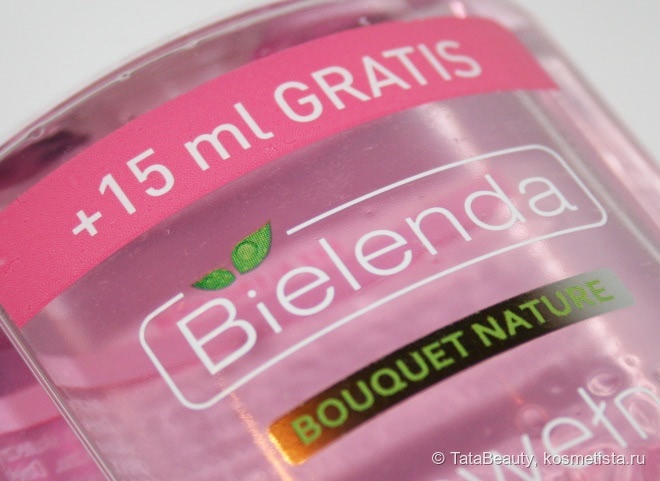 +15 ml GRATIS
Bielenda
BOUQUET NATURE
© TataBeauty, kosmetista.ru